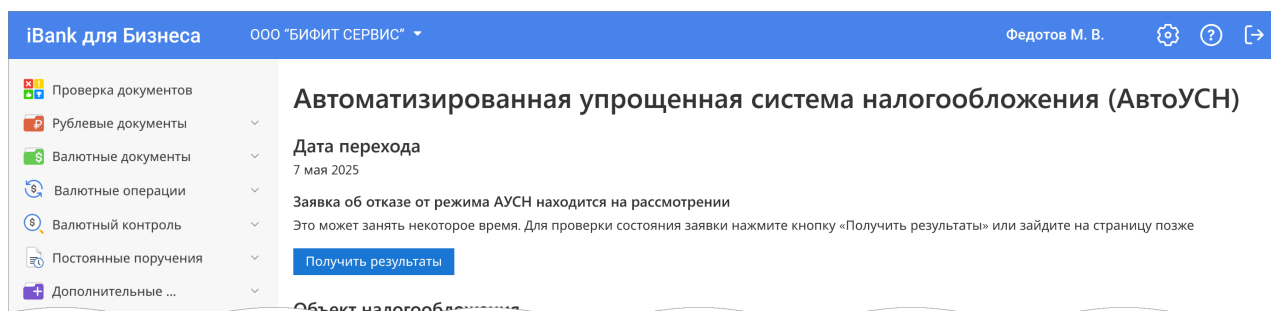 iBank для Бизнеса
ООО "БИФИТ СЕРВИС"
Федотов М. В.
Проверка документов
Рублевые документы
Валютные документы
Валютные операции
Валютный контроль
Постоянные поручения
Дополнительные ...
Автоматизированная упрощенная система налогообложения (АвтоУСН)
Дата перехода
7 мая 2025
Заявка об отказе от режима АУСН находится на рассмотрении
Это может занять некоторое время. Для проверки состояния заявки нажмите кнопку «Получить результаты» или зайдите на страницу позже
Получить результаты
Объект налогообложения